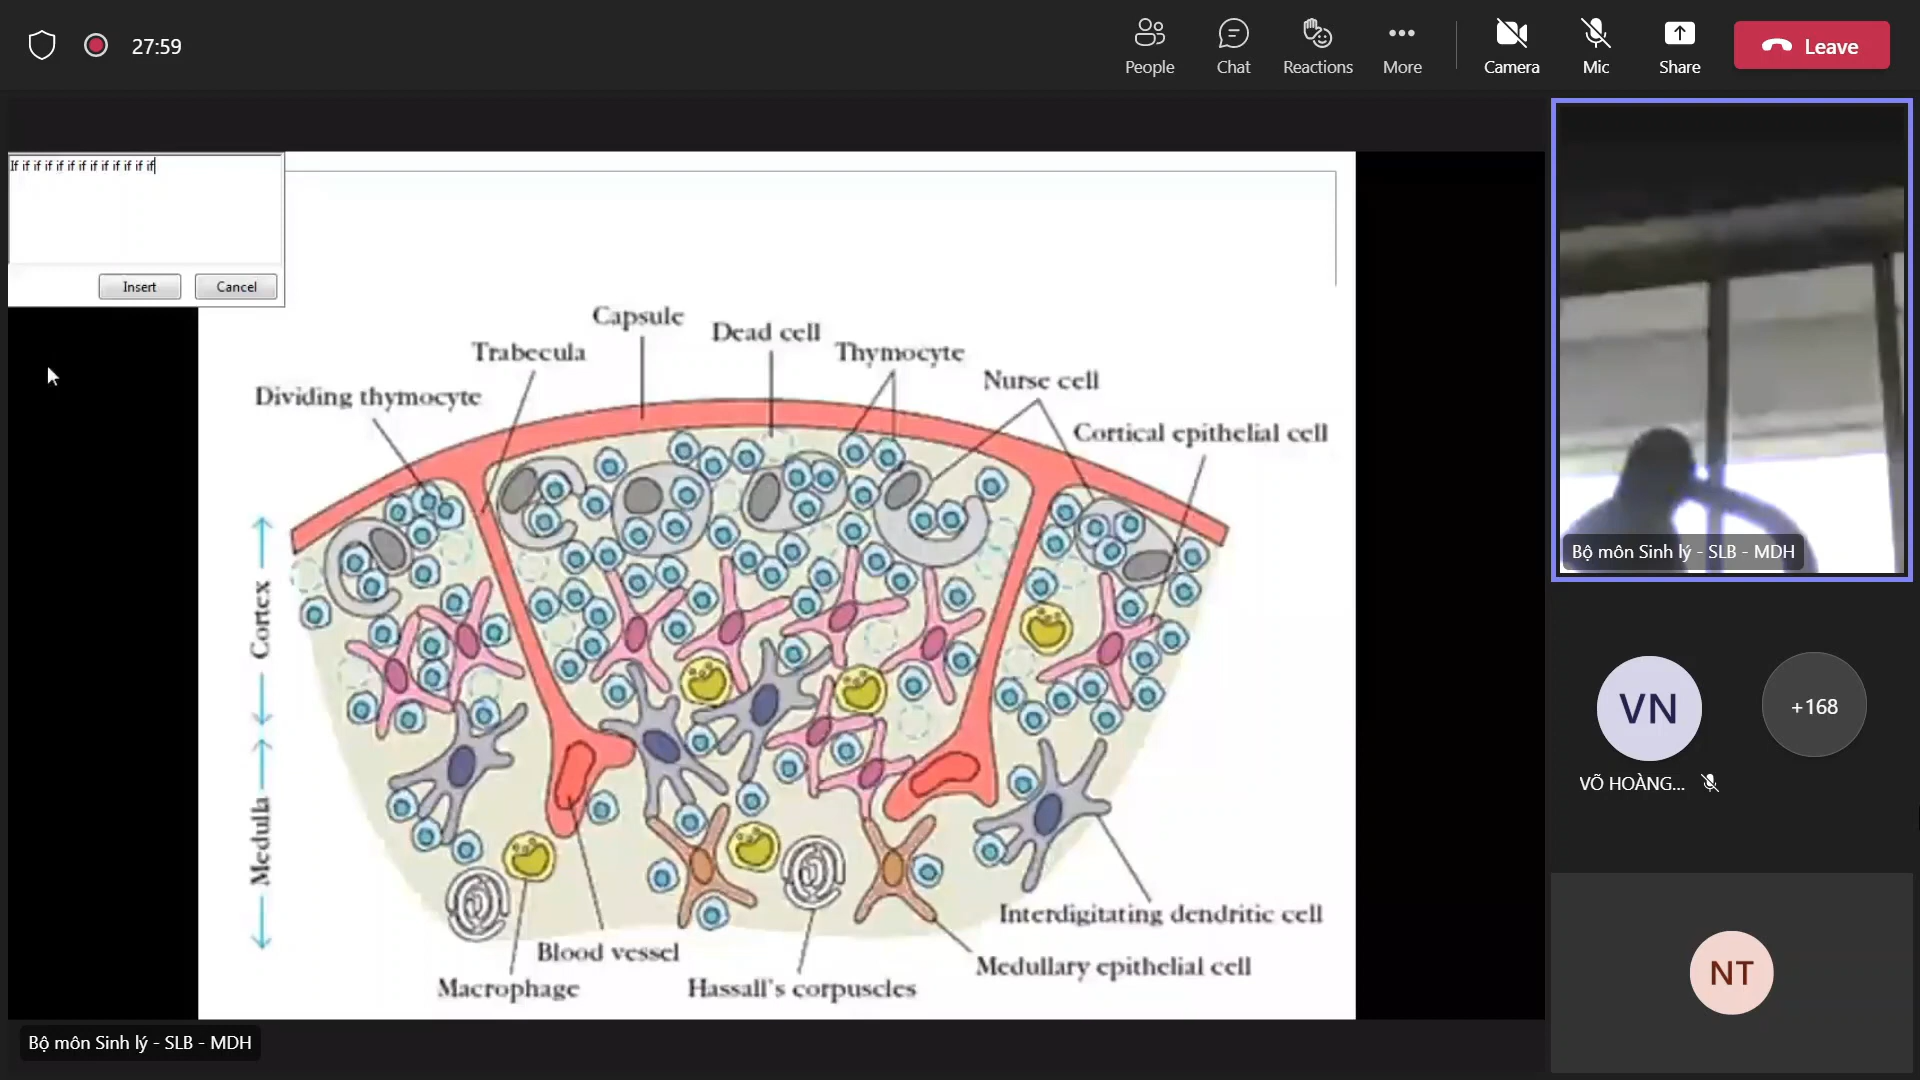 27:59
People
Chat
Reactions
More
Camera
Mic
Share
Leave
If if if if if if if if if if if if if
Insert
Cancel
Capsule
Dead cell
Trabecula
Thymocyte
Nurse cell
Dividing thymocyte
Cortical epithelial cell
Cortex
Medulla
Interdigitating dendritic cell
Blood vessel
Medullary epithelial cell
Macrophage
Hassall's corpuscles
Bộ môn Sinh lý - SLB - MDH
Bộ môn Sinh lý - SLB - MDH
VN
+168
VÕ HOÀNG...
NT